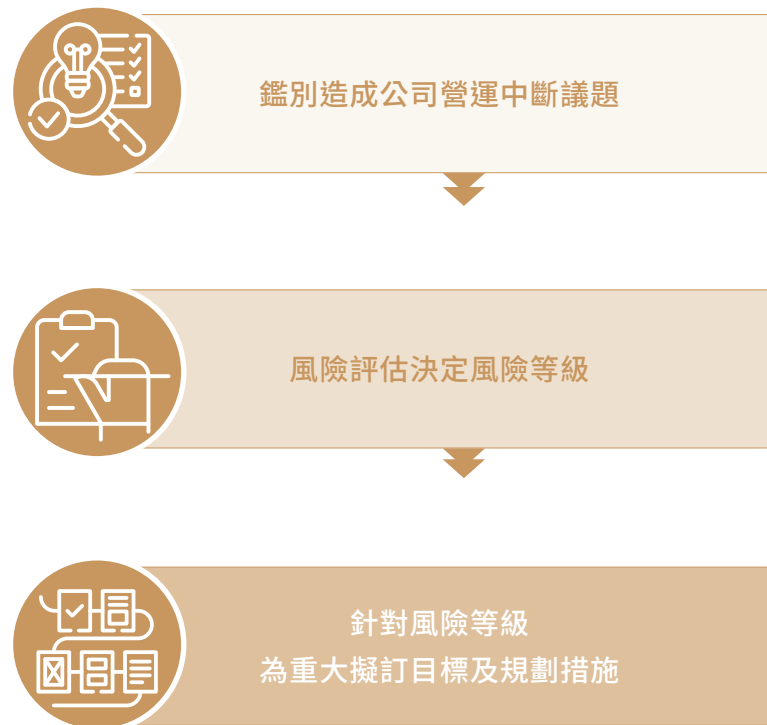 鑑別造成公司營運中斷議題
風險評估決定風險等級
針對風險等級
為重大擬訂目標及規劃措施